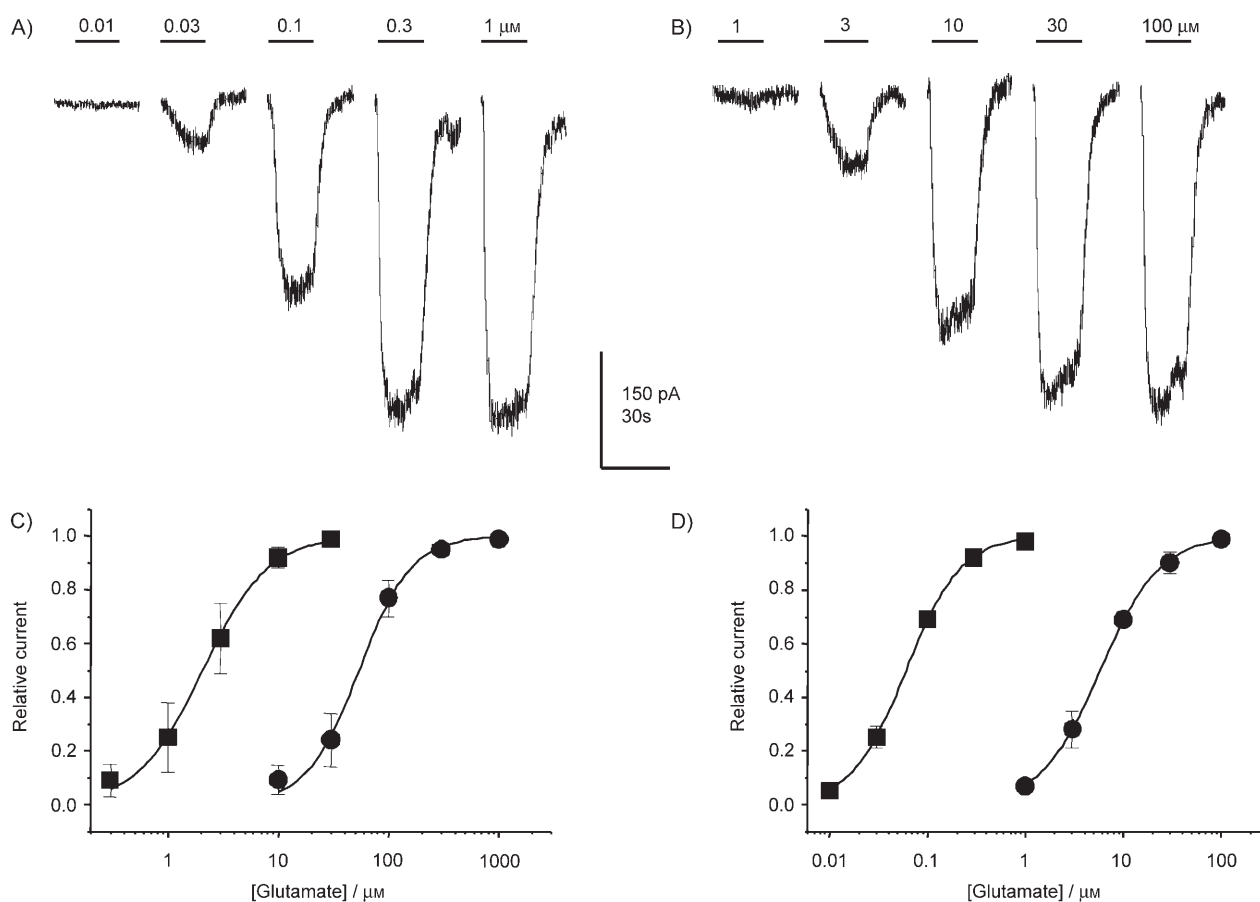 A) 0.01 0.03 0.1 0.3 1 μM
B) 1 3 10 30 100 μM
150 pA
30s
C)
Relative current
1.0
0.8
0.6
0.4
0.2
0.0
1 10 100 1000
[Glutamate] / μM
D)
Relative current
1.0
0.8
0.6
0.4
0.2
0.0
0.01 0.1 1 10 100
[Glutamate] / μM